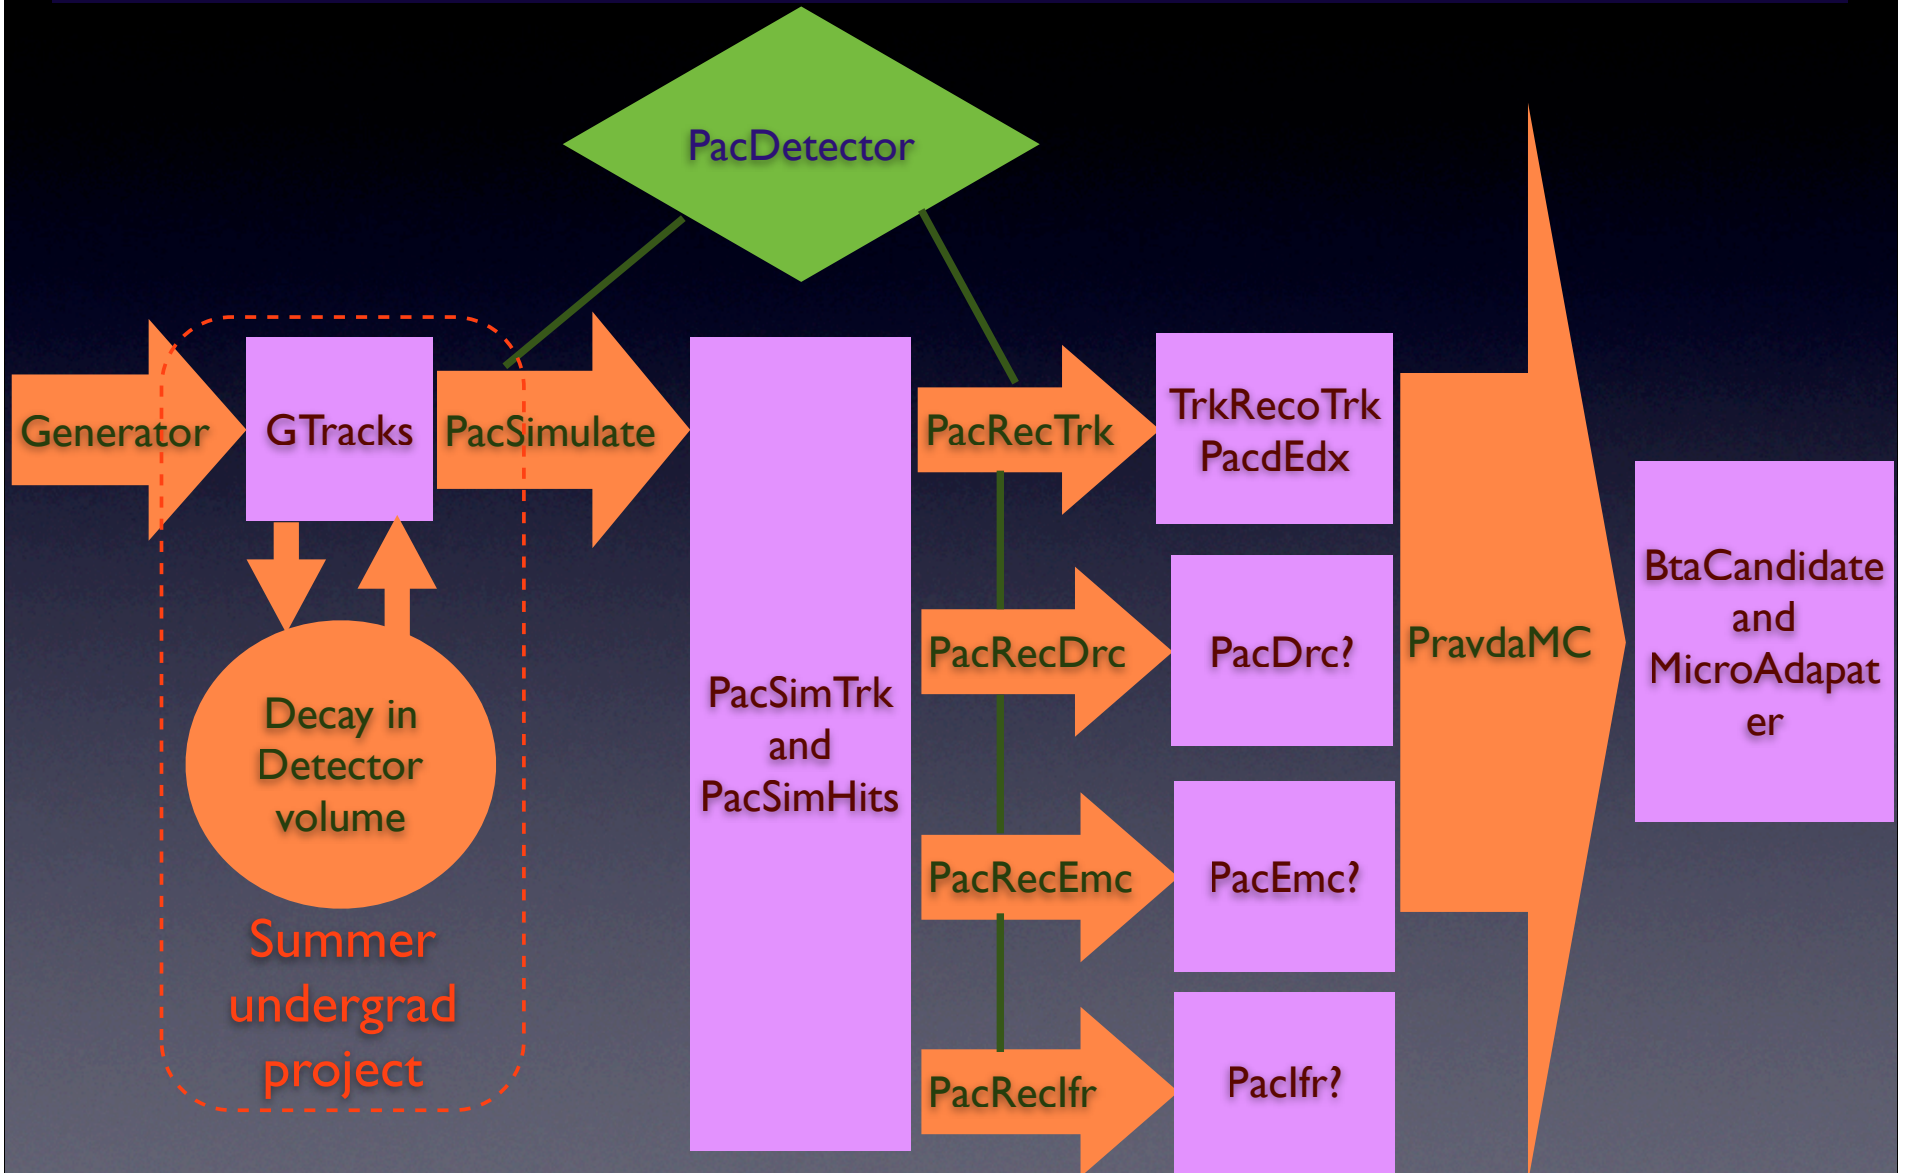 PacDetector
Generator
GTracks
PacSimulate
Decay in
Detector
volume
Summer
undergrad
project
PacSimTrk
and
PacSimHits
PacRecTrk
TrkRecoTrk
PacdEdx
PacRecDrc
PacDrc?
PacRecEmc
PacEmc?
PacRecIfr
PacIfr?
PravdaMC
BtaCandidate
and
MicroAdapat
er